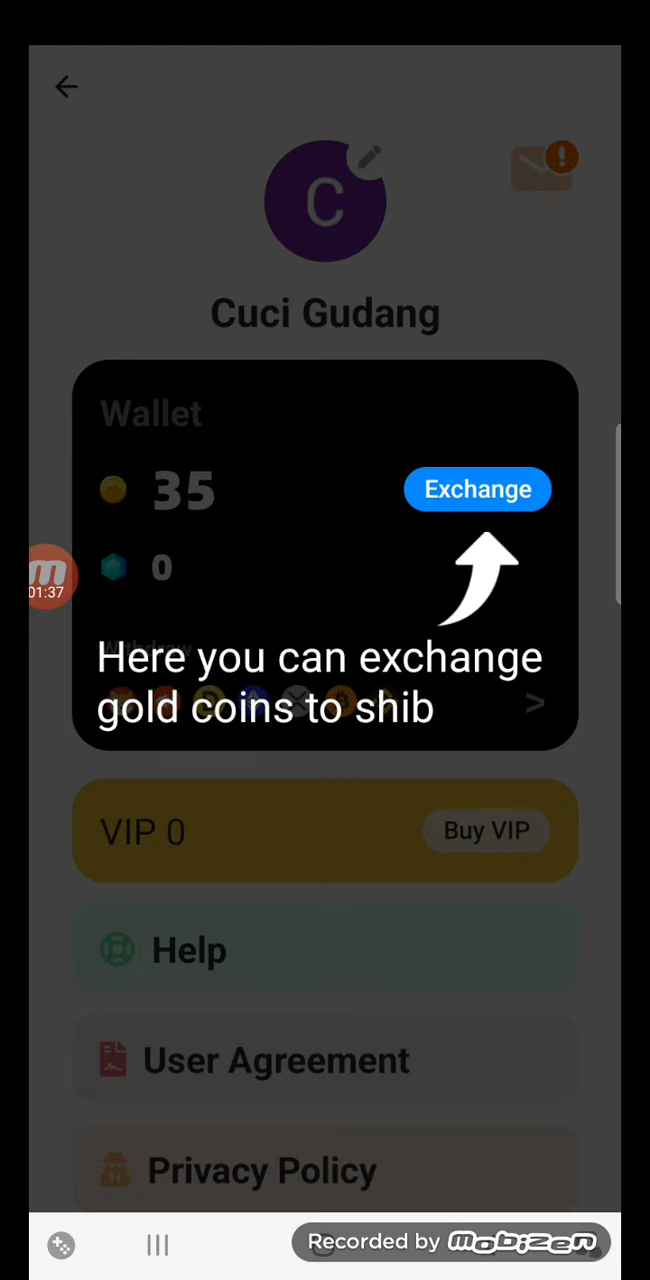 C
Cuci Gudang
Wallet
35
Exchange
0
Withdraw
Here you can exchange
gold coins to shib
01:37
VIP 0
Buy VIP
Help
User Agreement
Privacy Policy
Recorded by mobizen